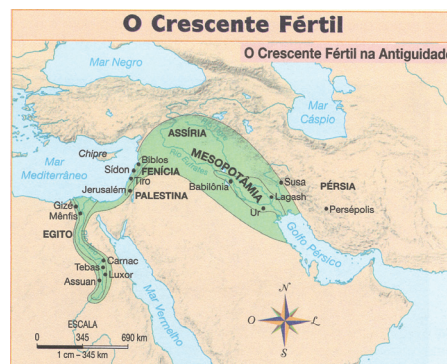 O Crescente Fértil
O Crescente Fértil na Antiguidade
Mar Negro
Mar
Cáspio
ASSÍRIA
MESOPOTÂMIA
Rio Eufrates
Chipre
Mar
Mediterrâneo
Biblos
Sídon
FENÍCIA
Tiro
Jerusalém
PALESTINA
Babilônia
Susa
Lagash
PÉRSIA
Ur
Persépolis
Gizé
Mênfis
EGITO
Golfo Pérsico
Carnac
Tebas
Luxor
Assuan
Mar Vermelho
N
O
L
S
ESCALA
0 345 690 km
1 cm – 345 km